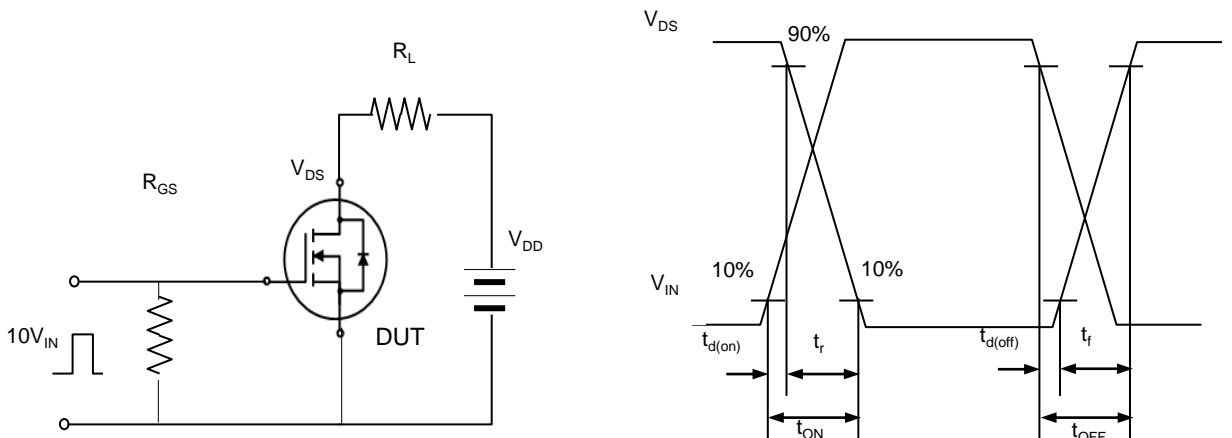 R_L
V_DS
R_GS
V_DD
10V_IN
DUT
V_DS
90%
10%
10%
V_IN
t_d(on)
t_r
t_d(off)
t_f
t_ON
t_OFF